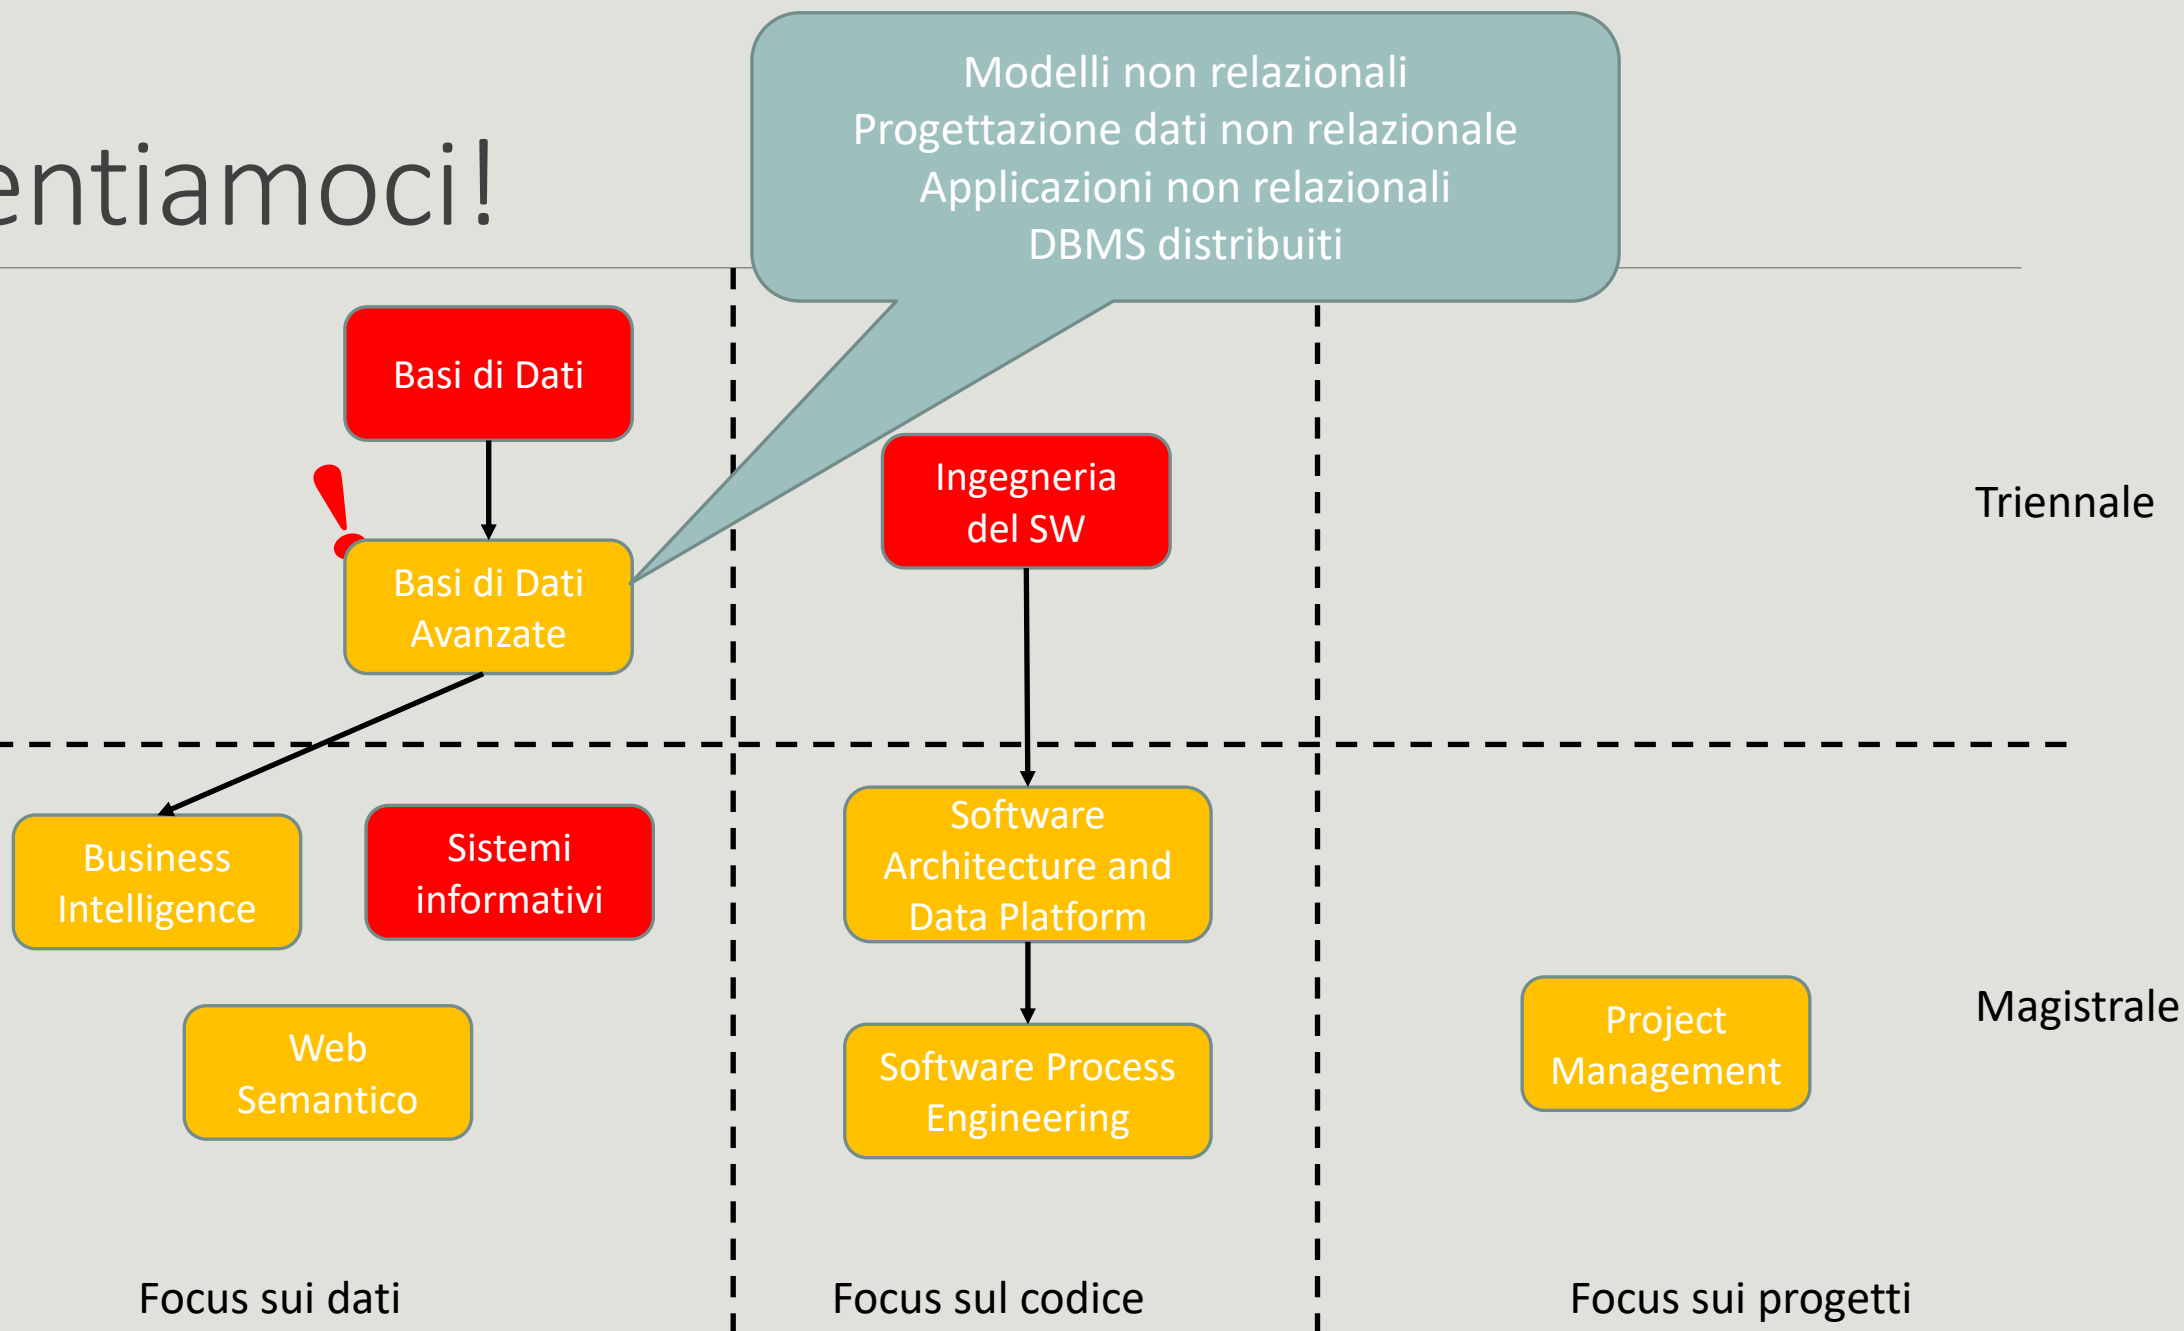 Modelli non relazionali
Progettazione dati non relazionale
Applicazioni non relazionali
DBMS distribuiti
entiamoci!
Basi di Dati
Ingegneria
del SW
Triennale
Basi di Dati
Avanzate
Business
Intelligence
Sistemi
informativi
Software
Architecture and
Data Platform
Web
Semantico
Software Process
Engineering
Project
Management
Magistrale
Focus sui dati
Focus sul codice
Focus sui progetti